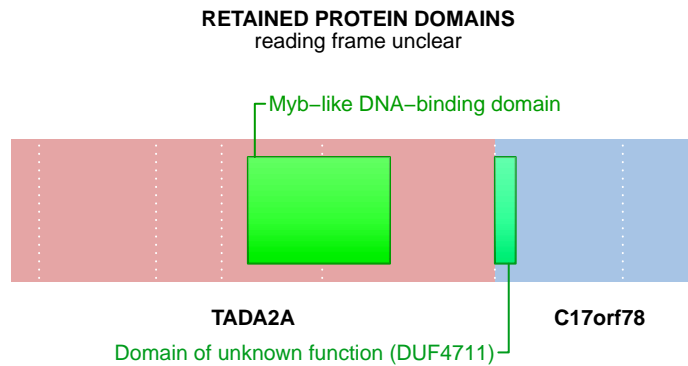 RETAINED PROTEIN DOMAINS
reading frame unclear
Myb−like DNA−binding domain
TADA2A
C17orf78
Domain of unknown function (DUF4711)